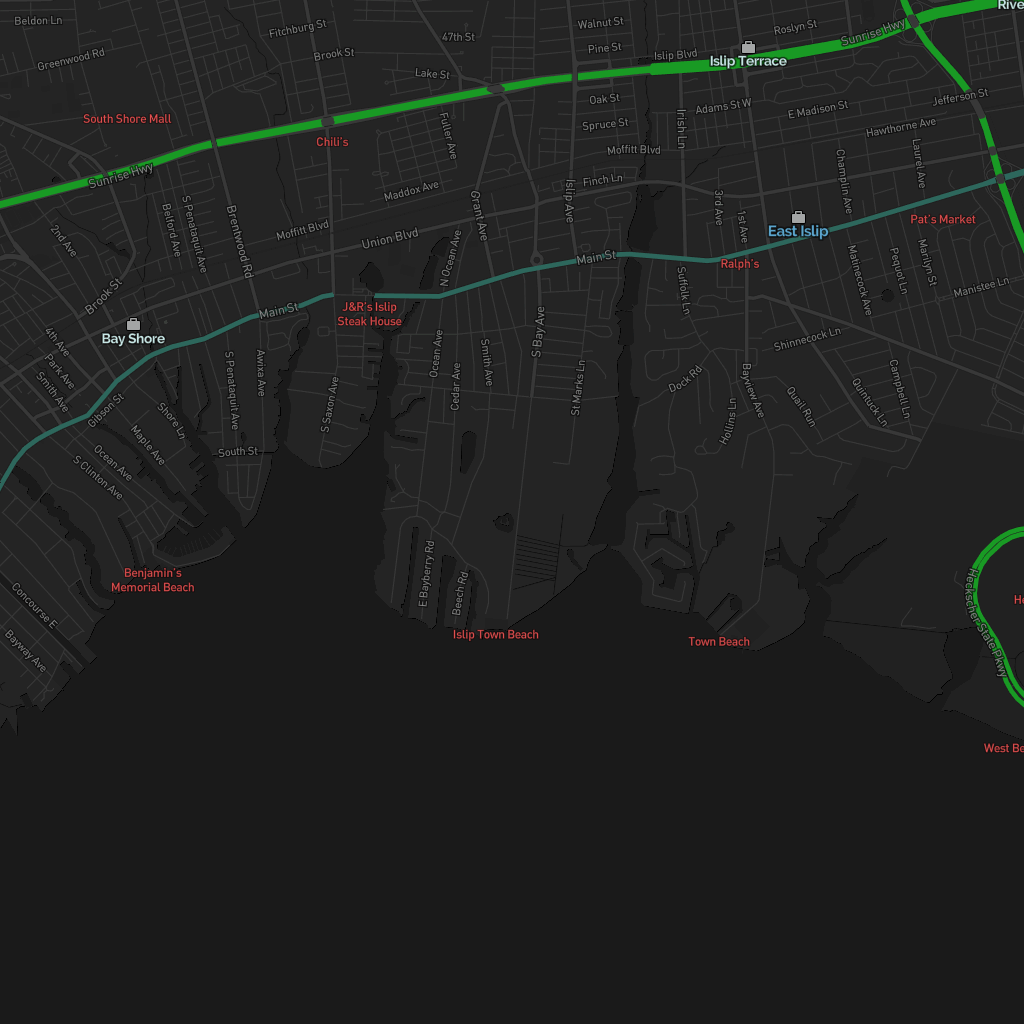 Beldon Ln
Fitchburg St
Walnut St
Roslyn St
Rive
47th St
Pine St
Sunrise Hwy
Greenwood Rd
Brook St
Islip Blvd
Islip Terrace
Lake St
Oak St
Adams St W
E Madison St
Jefferson St
South Shore Mall
Chili's
Fuller Ave
Spruce St
Irish Ln
Hawthorne Ave
Moffitt Blvd
Laurel Ave
Sunrise Hwy
Maddox Ave
Finch Ln
Champlin Ave
Belford Ave
S Penataquit Ave
Brentwood Rd
Grant Ave
Islip Ave
3rd Ave
1st Ave
Pat's Market
2nd Ave
Moffitt Blvd
Union Blvd
N Ocean Ave
East Islip
Main St
Ralph's
Matinecock Ave
Pequot Ln
Marilyn St
Brook St
Main St
J&R's Islip
Steak House
Suffolk Ln
Manistee Ln
Bay Shore
4th Ave
S Bay Ave
Shinnecock Ln
Park Ave
Smith Ave
S Penataquit Ave
Awixa Ave
Ocean Ave
Cedar Ave
Smith Ave
St Marks Ln
Dock Rd
Bayview Ave
Quail Run
Quintuck Ln
Campbell Ln
Gibson St
Shore Ln
S Saxon Ave
Hollins Ln
Maple Ave
Ocean Ave
S Clinton Ave
South St
Benjamin's
Memorial Beach
E Bayberry Rd
Beech Rd
Heckscher State Pkwy
He
Concourse E
Bayway Ave
Islip Town Beach
Town Beach
West Be